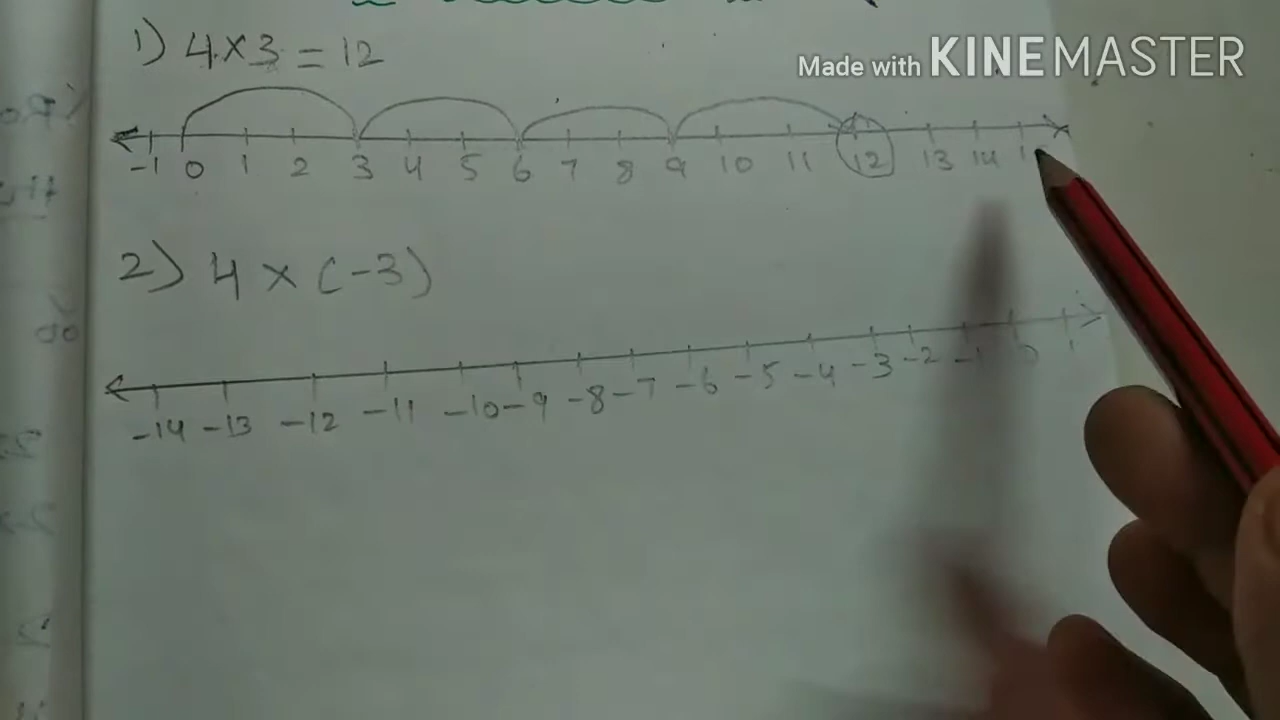 Made with KINEMASTER
1) 4×3 = 12
-1 0 1 2 3 4 5 6 7 8 9 10 11 12 13 14
2) 4 × (-3)
-14 -13 -12 -11 -10 -9 -8 -7 -6 -5 -4 -3 -2 -1 0